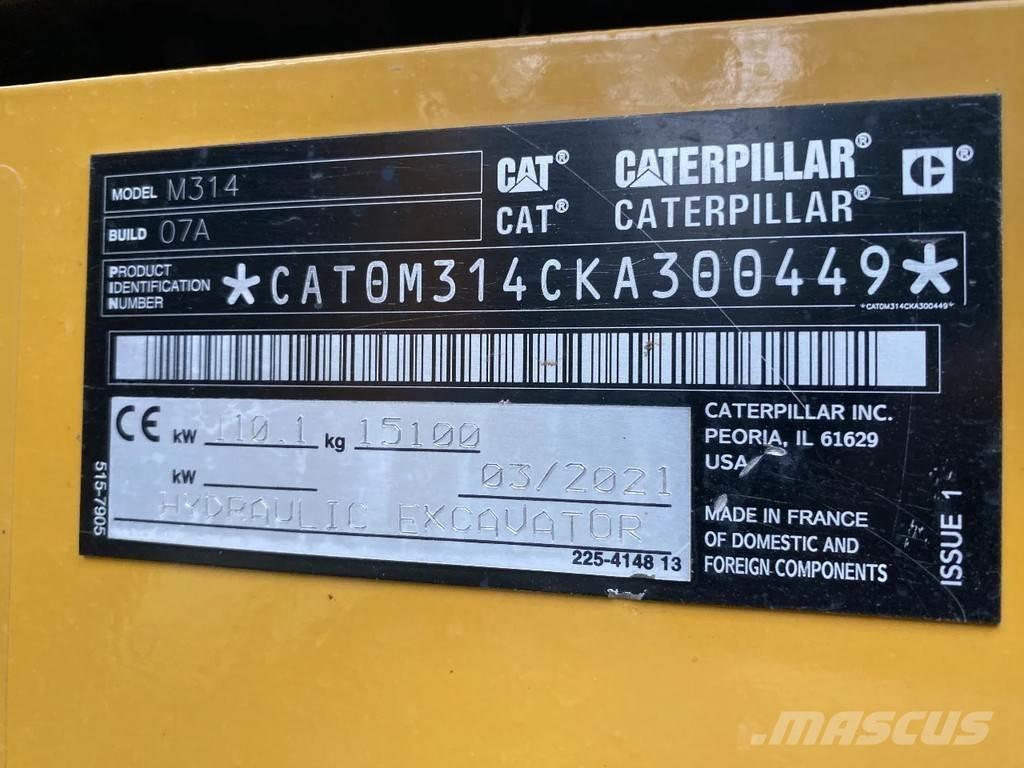 MODEL M314
BUILD 07A
CAT® CATERPILLAR® ®
CAT® CATERPILLAR®
PRODUCT IDENTIFICATION NUMBER *CAT0M314CKA300449*
*CAT0M314CKA300449*
CE kW 110.1 kg 15100
kW 03/2021
HYDRAULIC EXCAVATOR
225-4148 13
515-7905
CATERPILLAR INC.
PEORIA, IL 61629
USA
MADE IN FRANCE
OF DOMESTIC AND
FOREIGN COMPONENTS
ISSUE 1
MASCUS